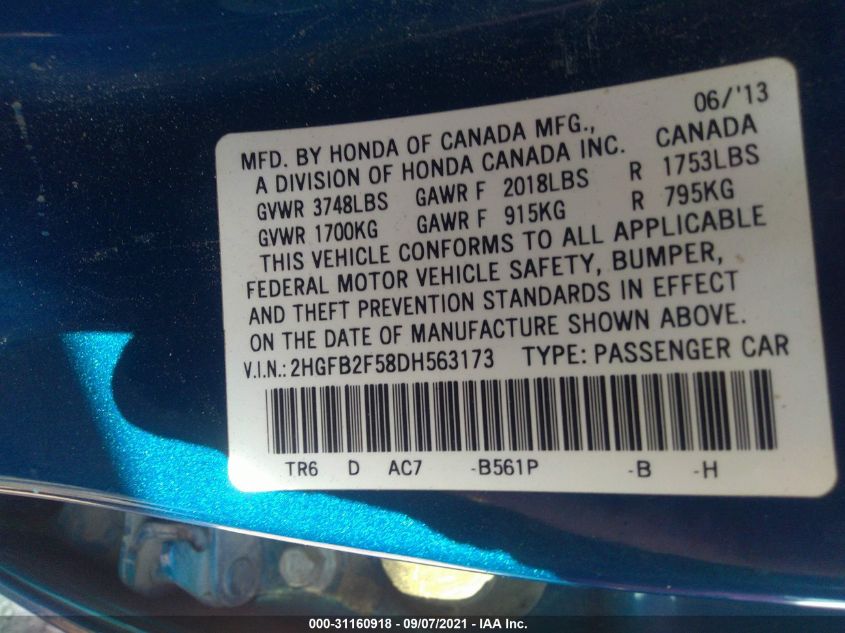 06/'13
MFD. BY HONDA OF CANADA MFG.,
A DIVISION OF HONDA CANADA INC. CANADA
GVWR 3748LBS GAWR F 2018LBS R 1753LBS
GVWR 1700KG GAWR F 915KG R 795KG
THIS VEHICLE CONFORMS TO ALL APPLICABLE
FEDERAL MOTOR VEHICLE SAFETY, BUMPER,
AND THEFT PREVENTION STANDARDS IN EFFECT
ON THE DATE OF MANUFACTURE SHOWN ABOVE.
V.I.N.: 2HGFB2F58DH563173 TYPE: PASSENGER CAR
TR6 D AC7 -B561P -B -H
000-31160918 - 09/07/2021 - IAA Inc.